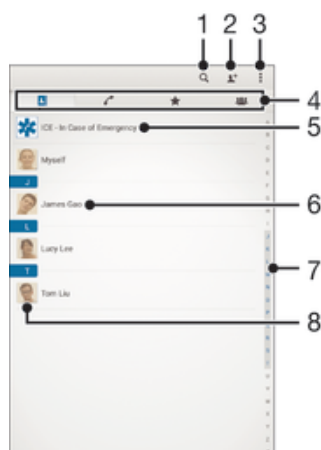 1 2 3
4
ICE - In Case of Emergency
5
Myself
J
James Gao
6
L
Lucy Lee
7
T
Tom Liu
8